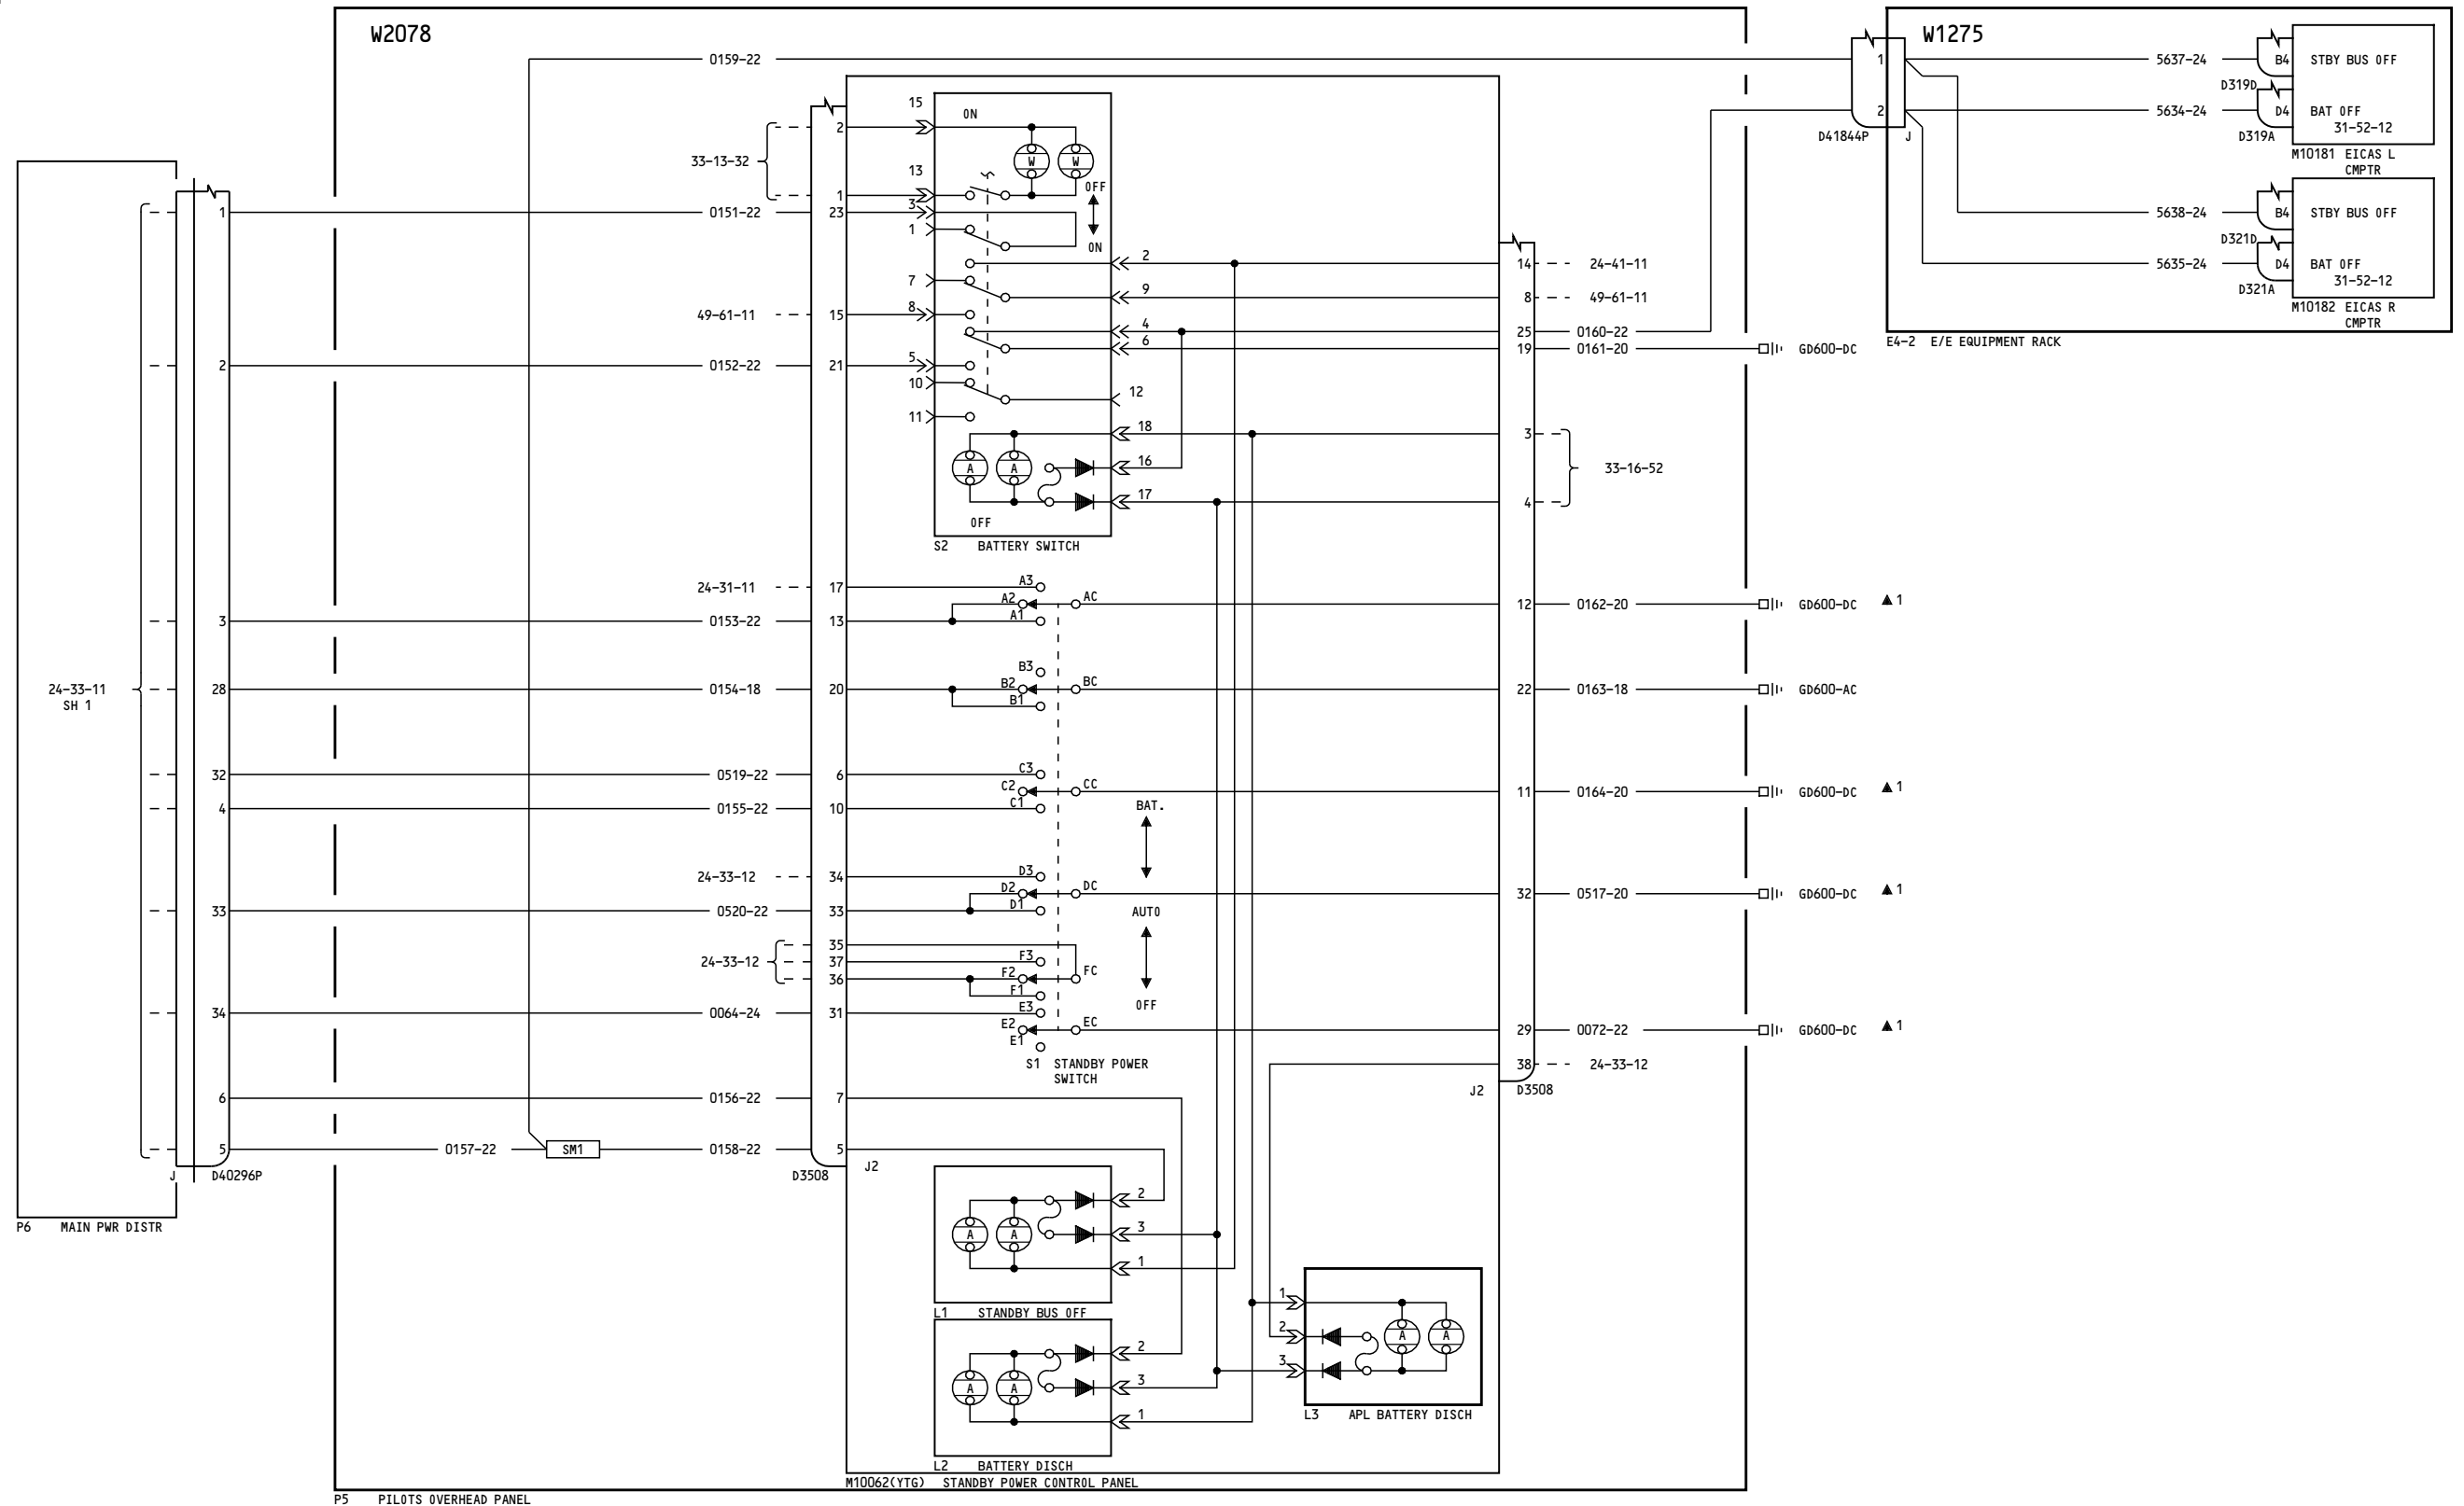 W2078
W1275
0159-22
1
2
D41844P
J
5637-24
B4
STBY BUS OFF
D319D
5634-24
D4
BAT OFF
31-52-12
D319A
M10181 EICAS L
CMPTR
5638-24
B4
STBY BUS OFF
D321D
5635-24
D4
BAT OFF
31-52-12
D321A
M10182 EICAS R
CMPTR
E4-2 E/E EQUIPMENT RACK
24-33-11
SH 1
J
D40296P
P6 MAIN PWR DISTR
1
0151-22
2
0152-22
3
0153-22
28
0154-18
32
0519-22
4
0155-22
33
0520-22
34
0064-24
6
0156-22
5
0157-22
SM1
0158-22
33-13-32
49-61-11
24-31-11
24-33-12
24-33-12
2
1
23
15
21
17
13
20
6
10
34
33
35
37
36
31
7
5
D3508
J2
15
ON
W
W
13
OFF
3
1
ON
2
7
9
8
4
6
5
10
12
11
18
A
A
16
17
OFF
S2 BATTERY SWITCH
A3
A2
AC
A1
B3
B2
BC
B1
C3
C2
CC
C1
BAT.
D3
D2
DC
D1
AUTO
F3
F2
FC
F1
OFF
E3
E2
EC
E1
S1 STANDBY POWER
SWITCH
14
24-41-11
8
49-61-11
25
0160-22
19
0161-20
GD600-DC
3
33-16-52
4
12
0162-20
GD600-DC
1
22
0163-18
GD600-AC
11
0164-20
GD600-DC
1
32
0517-20
GD600-DC
1
29
0072-22
GD600-DC
1
38
24-33-12
J2
D3508
2
A
A
3
1
L1 STANDBY BUS OFF
2
A
A
3
1
L2 BATTERY DISCH
1
2
A
A
3
L3 APL BATTERY DISCH
M10062(YTG) STANDBY POWER CONTROL PANEL
P5 PILOTS OVERHEAD PANEL